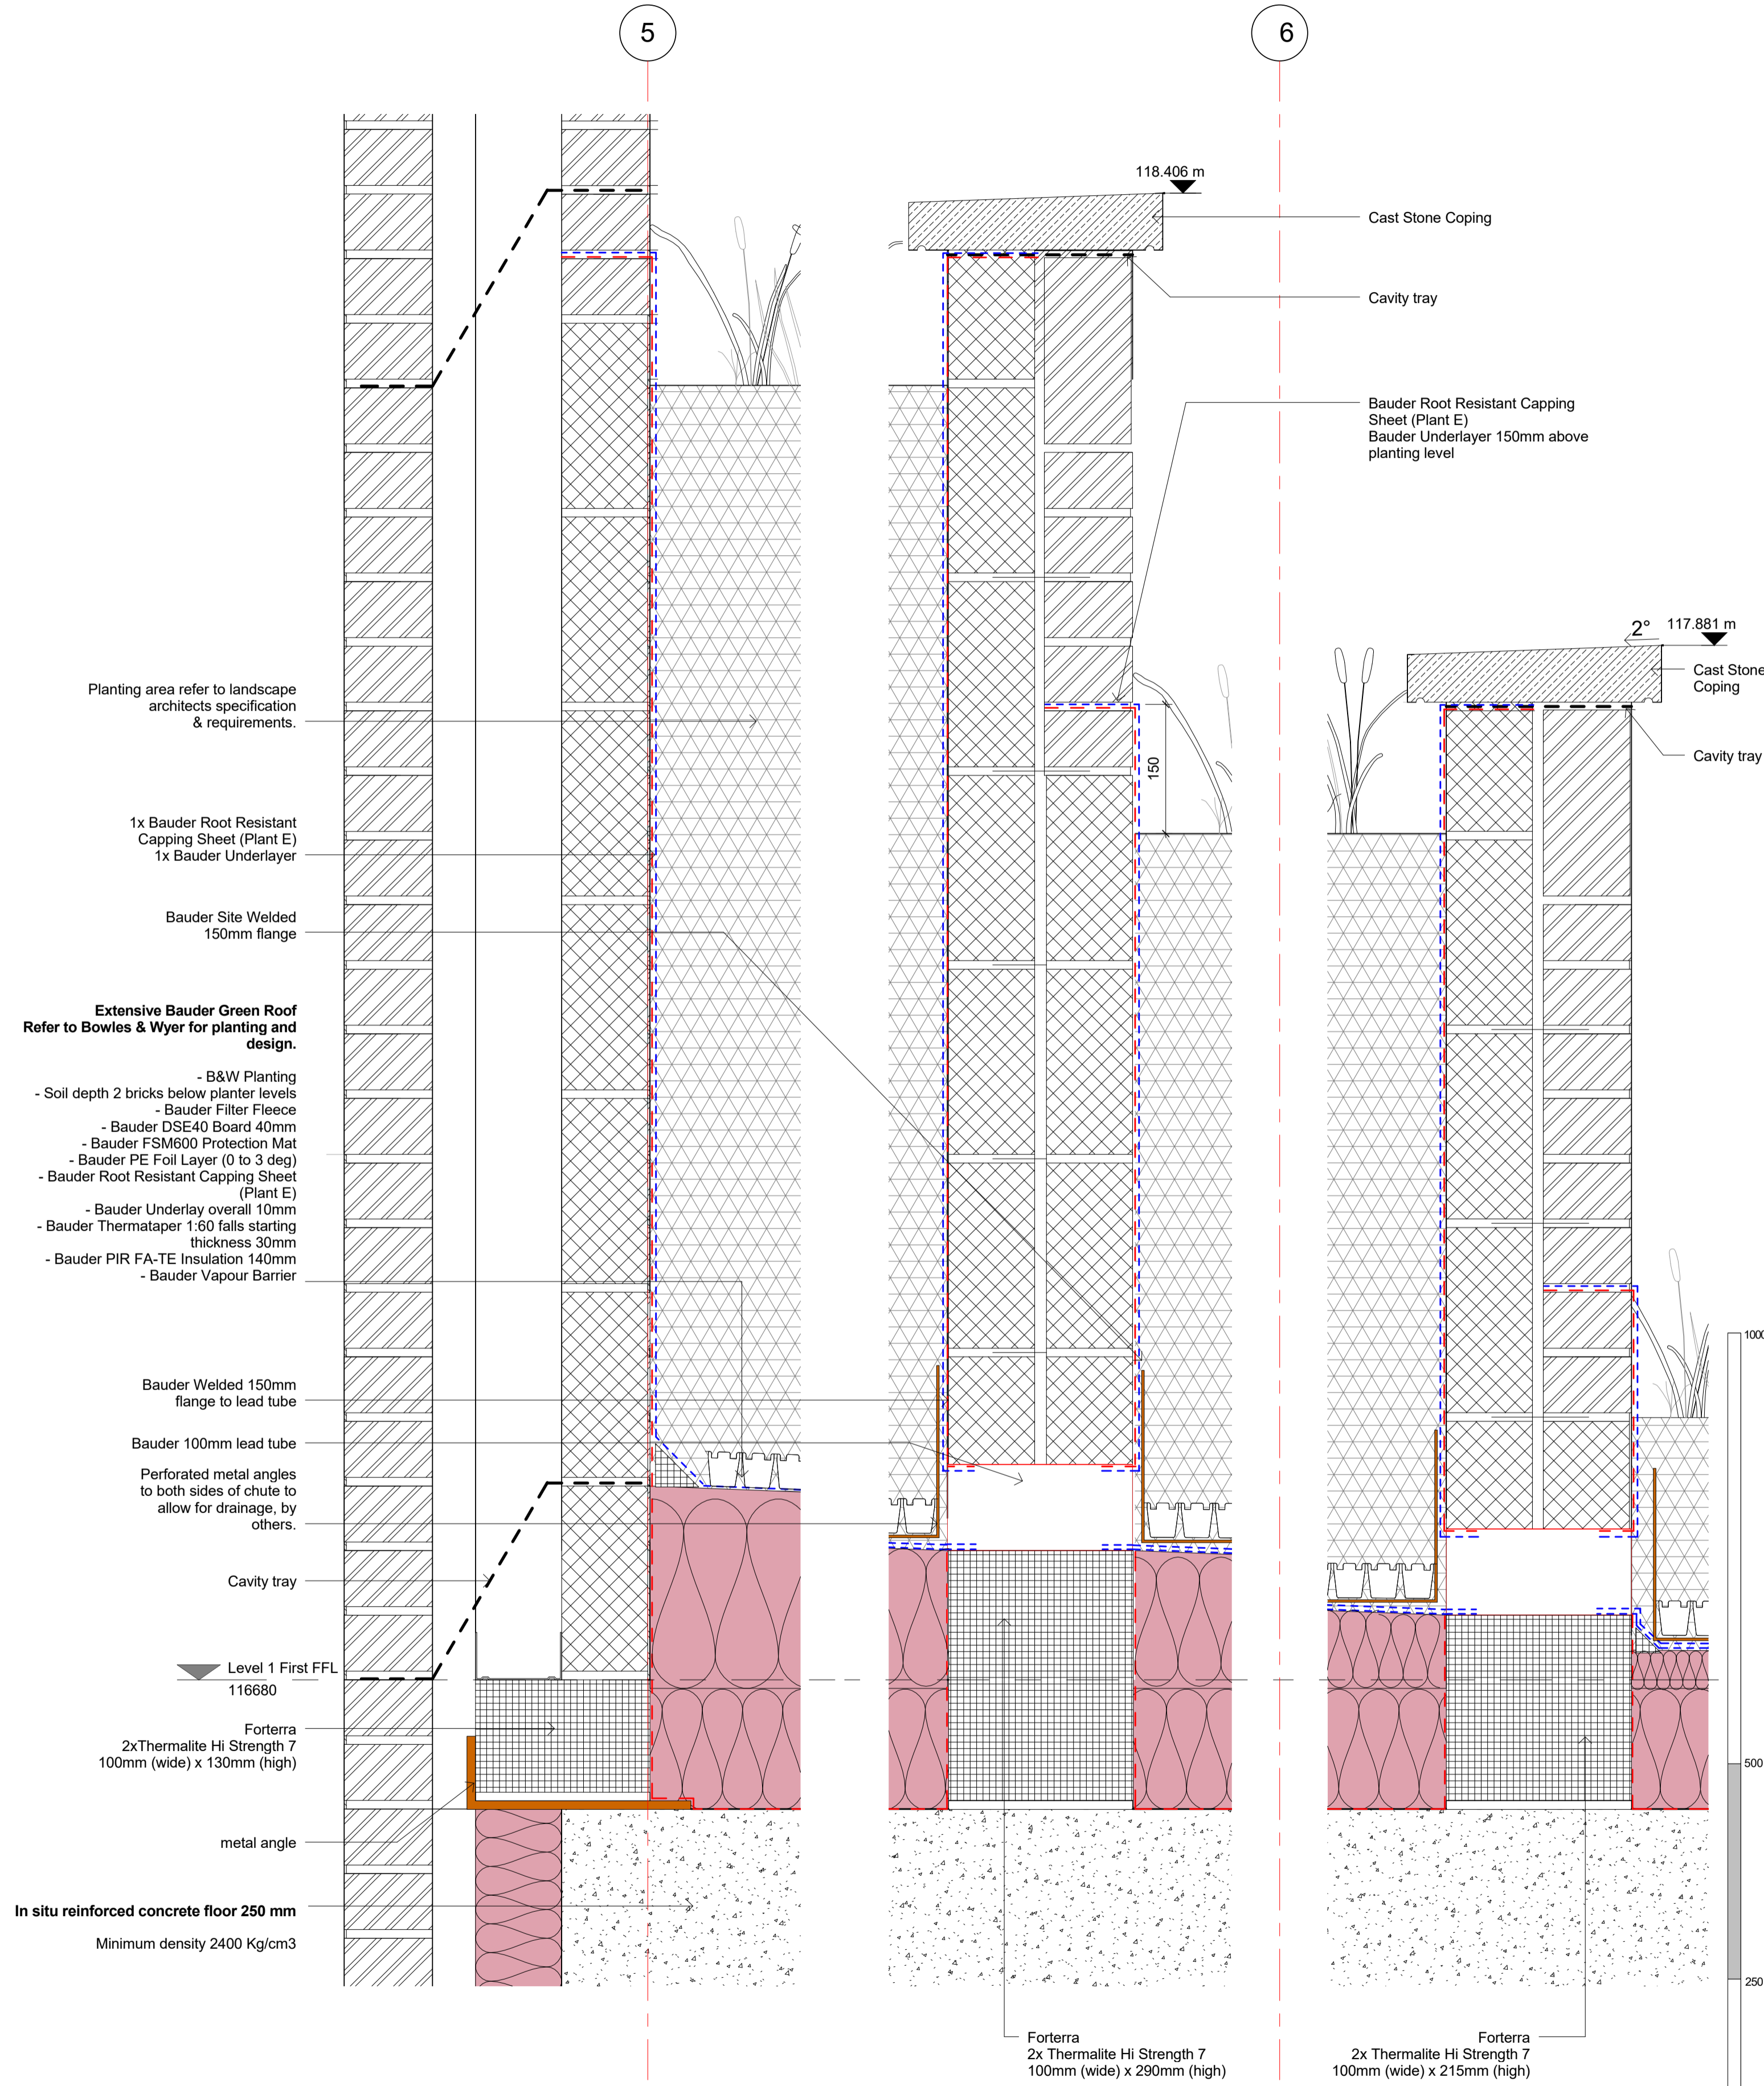 5
6
118.406 m
Cast Stone Coping
Cavity tray
Bauder Root Resistant Capping
Sheet (Plant E)
Bauder Underlayer 150mm above
planting level
2°
117.881 m
Cast Stone
Coping
Cavity tray
150
Planting area refer to landscape
architects specification
& requirements.
1x Bauder Root Resistant
Capping Sheet (Plant E)
1x Bauder Underlayer
Bauder Site Welded
150mm flange
Extensive Bauder Green Roof
Refer to Bowles & Wyer for planting and
design.
- B&W Planting
- Soil depth 2 bricks below planter levels
- Bauder Filter Fleece
- Bauder DSE40 Board 40mm
- Bauder FSM600 Protection Mat
- Bauder PE Foil Layer (0 to 3 deg)
- Bauder Root Resistant Capping Sheet
(Plant E)
- Bauder Underlay overall 10mm
- Bauder Thermataper 1:60 falls starting
thickness 30mm
- Bauder PIR FA-TE Insulation 140mm
- Bauder Vapour Barrier
Bauder Welded 150mm
flange to lead tube
Bauder 100mm lead tube
Perforated metal angles
to both sides of chute to
allow for drainage, by
others.
Cavity tray
Level 1 First FFL
116680
Forterra
2xThermalite Hi Strength 7
100mm (wide) x 130mm (high)
metal angle
In situ reinforced concrete floor 250 mm
Minimum density 2400 Kg/cm3
1000
500
250
Forterra
2x Thermalite Hi Strength 7
100mm (wide) x 290mm (high)
Forterra
2x Thermalite Hi Strength 7
100mm (wide) x 215mm (high)